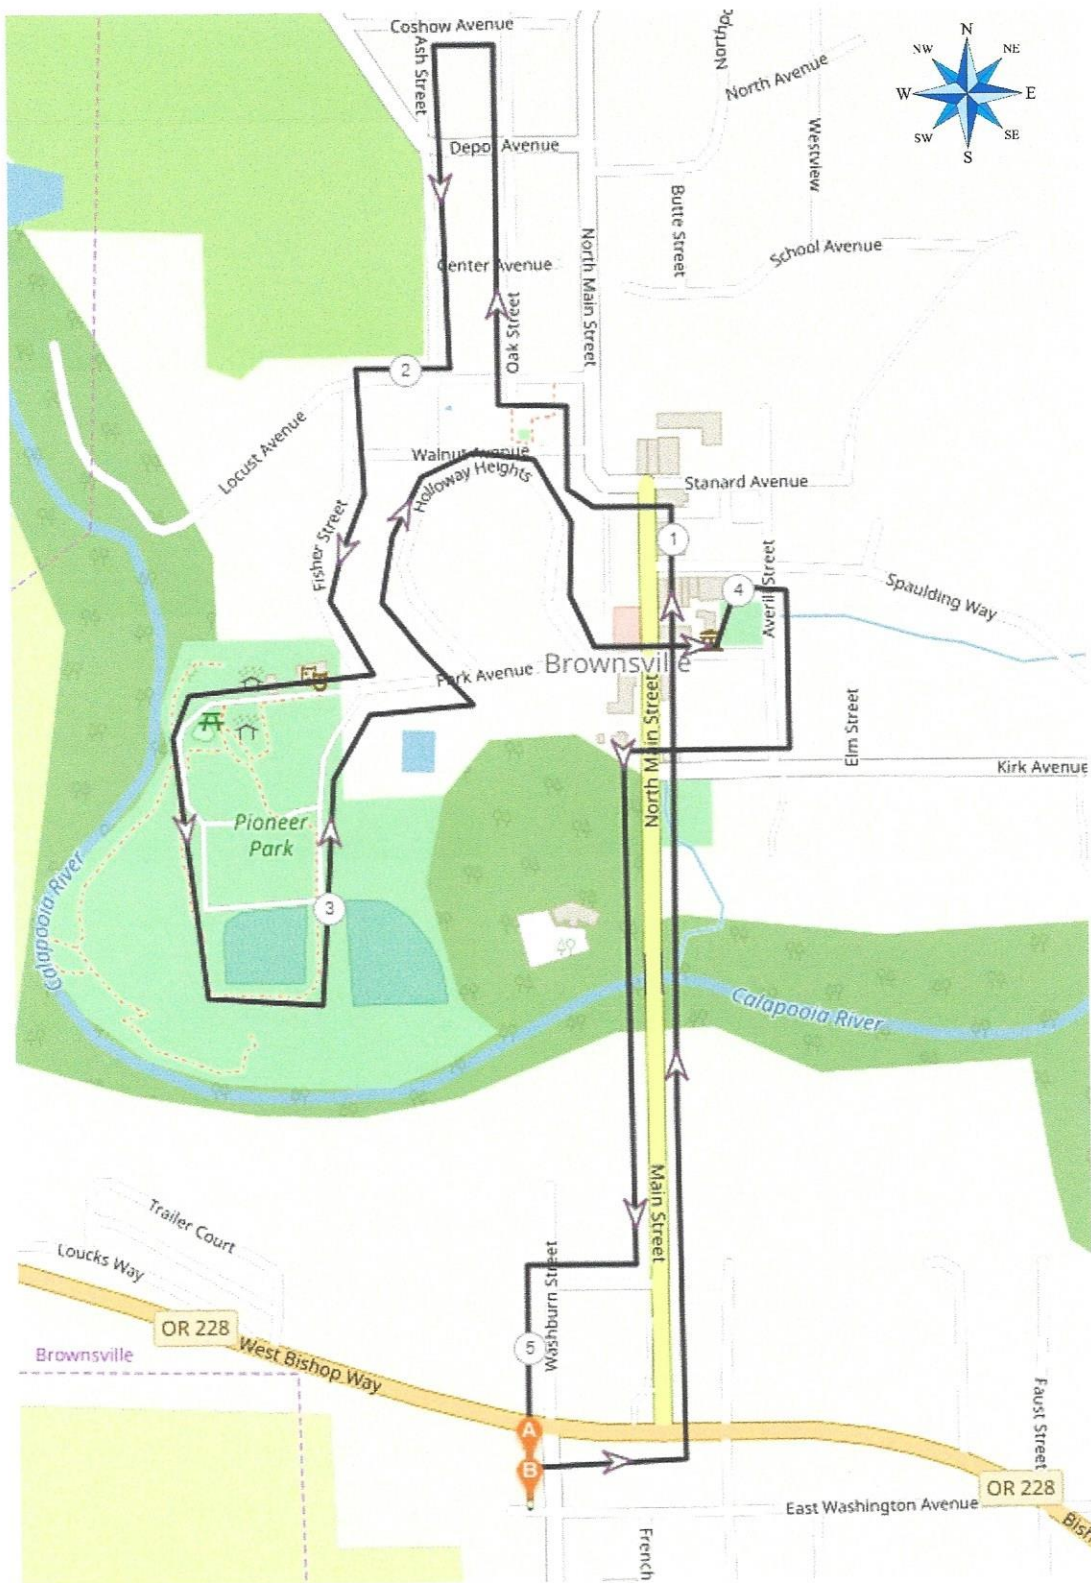 Coshow Avenue
Ash Street
Northpo
North Avenue
N
NW
NE
W
E
SW
SE
S
Depot Avenue
Westview
Butte Street
School Avenue
Center Avenue
North Main Street
Oak Street
2
Locust Avenue
Walnut Avenue
Holloway Heights
Stanard Avenue
1
Fisher Street
4
Averill Street
Spaulding Way
Park Avenue
Brownsville
North Main Street
Elm Street
Kirk Avenue
Pioneer
Park
3
Calapooia River
Calapooia River
Main Street
Trailer Court
Loucks Way
Washburn Street
OR 228
West Bishop Way
Brownsville
5
A
B
Faust Street
OR 228
East Washington Avenue
Bish
French